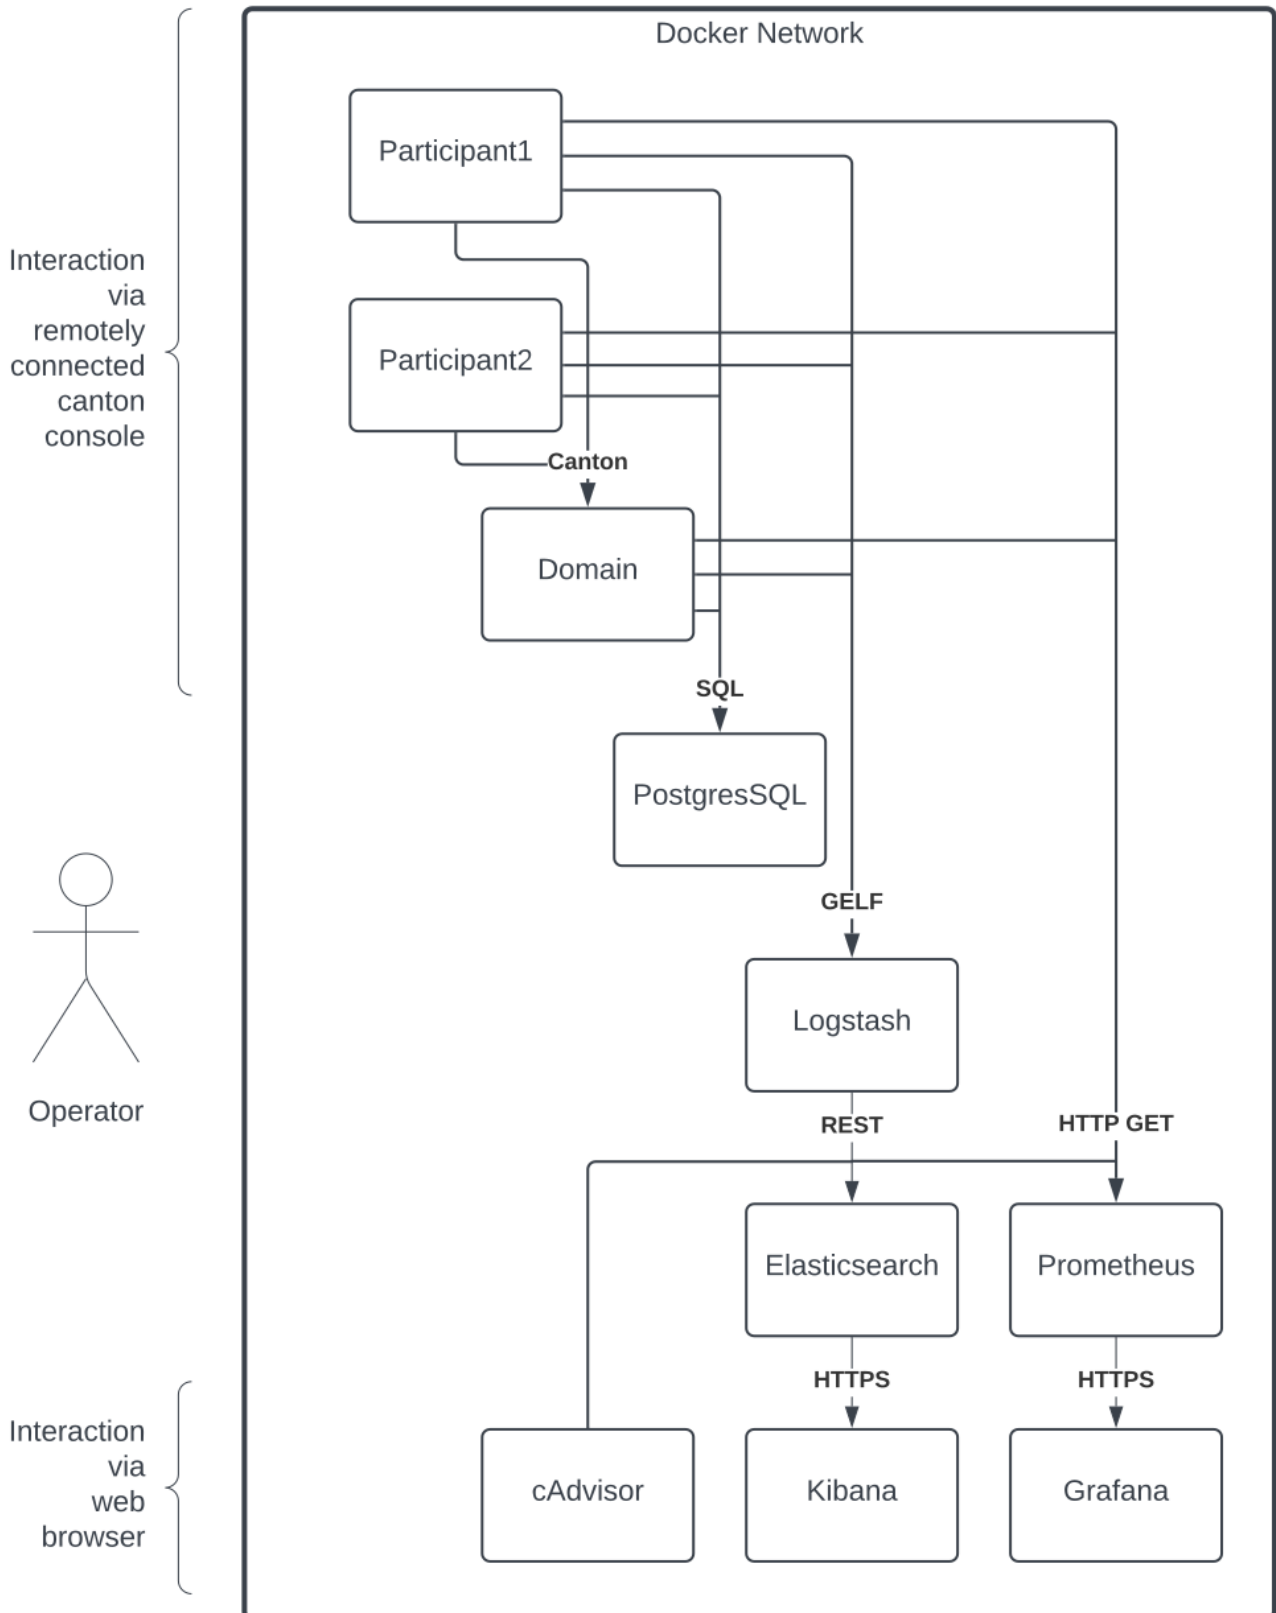 Docker Network
Participant1
Interaction
via
remotely
connected
canton
console
Participant2
Canton
Domain
SQL
PostgresSQL
GELF
Logstash
Operator
REST
HTTP GET
Elasticsearch
Prometheus
HTTPS
HTTPS
Interaction
via
web
browser
cAdvisor
Kibana
Grafana